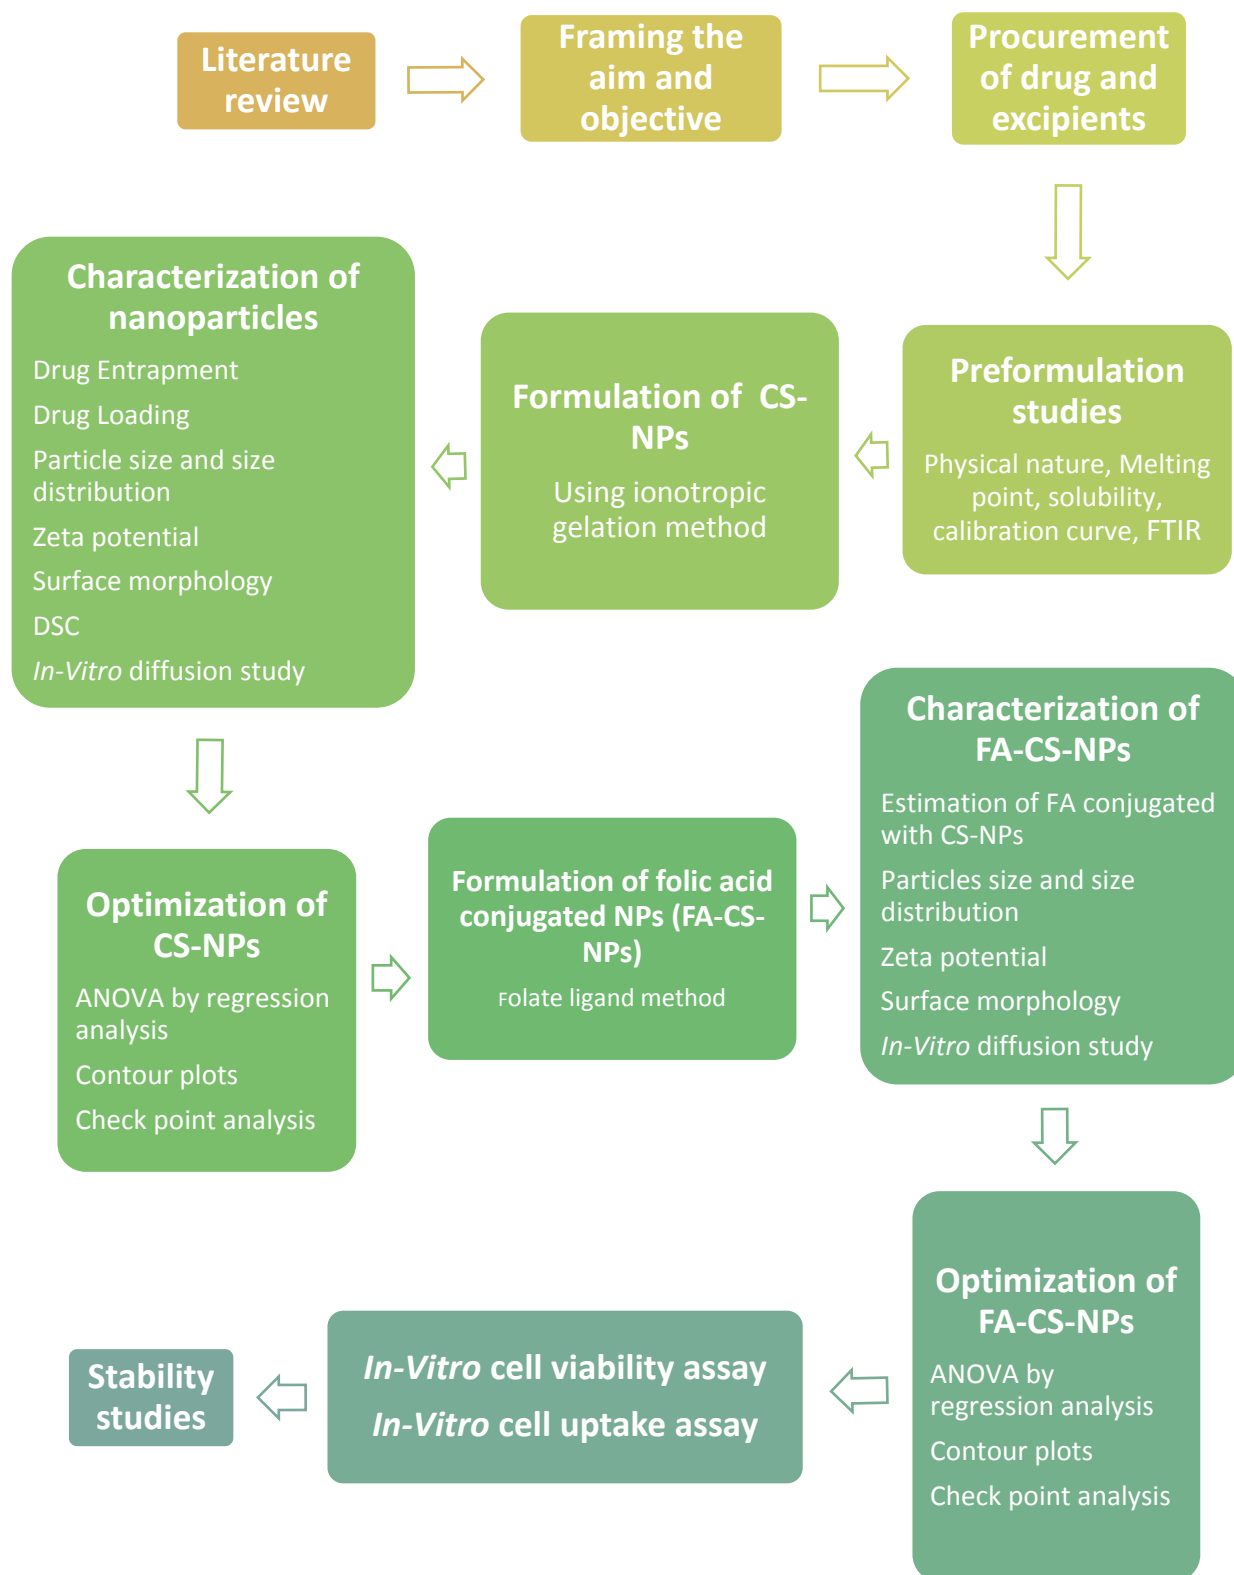 Literature
review
Framing the
aim and
objective
Procurement
of drug and
excipients
Preformulation
studies
Physical nature, Melting
point, solubility,
calibration curve, FTIR
Formulation of CS-
NPs
Using ionotropic
gelation method
Characterization of
nanoparticles
Drug Entrapment
Drug Loading
Particle size and size
distribution
Zeta potential
Surface morphology
DSC
In-Vitro diffusion study
Optimization of
CS-NPs
ANOVA by regression
analysis
Contour plots
Check point analysis
Formulation of folic acid
conjugated NPs (FA-CS-
NPs)
Folate ligand method
Characterization of
FA-CS-NPs
Estimation of FA conjugated
with CS-NPs
Particles size and size
distribution
Zeta potential
Surface morphology
In-Vitro diffusion study
Optimization of
FA-CS-NPs
ANOVA by
regression analysis
Contour plots
Check point analysis
In-Vitro cell viability assay
In-Vitro cell uptake assay
Stability
studies